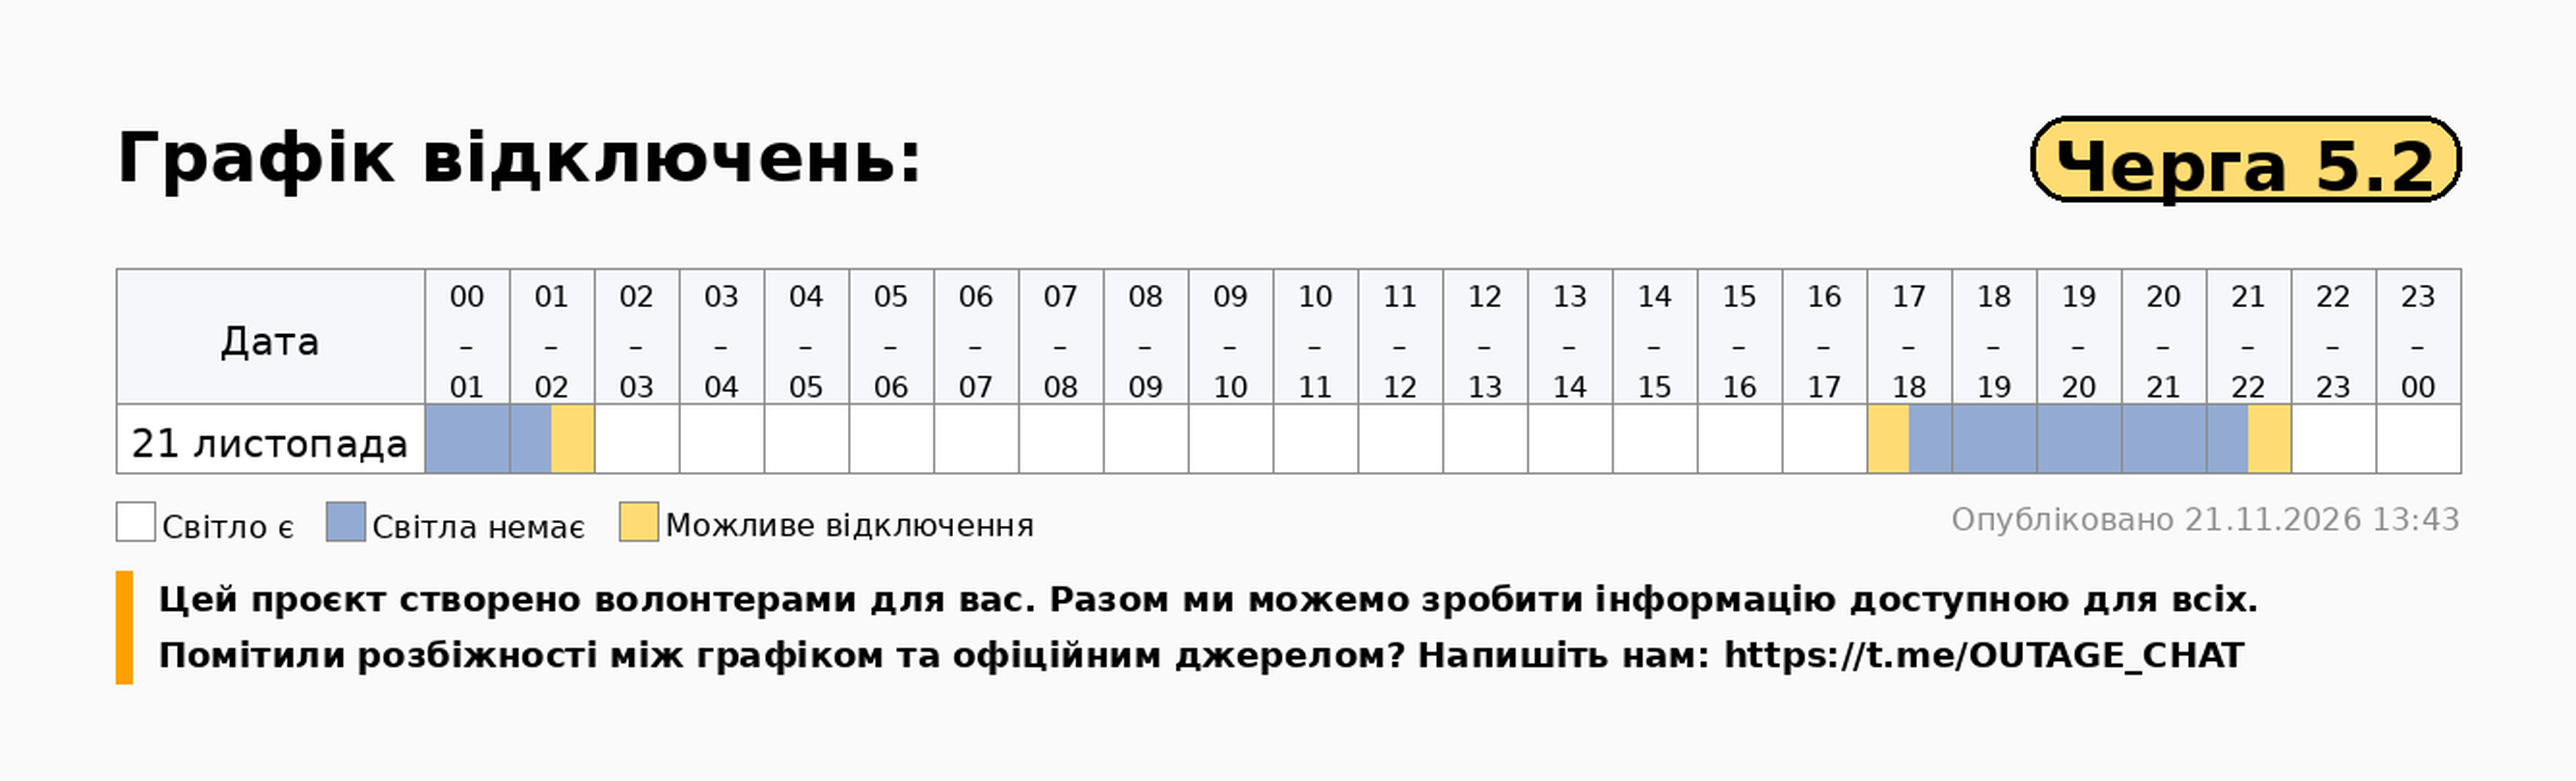 Графік відключень:
Черга 5.2
Дата
00 – 01
01 – 02
02 – 03
03 – 04
04 – 05
05 – 06
06 – 07
07 – 08
08 – 09
09 – 10
10 – 11
11 – 12
12 – 13
13 – 14
14 – 15
15 – 16
16 – 17
17 – 18
18 – 19
19 – 20
20 – 21
21 – 22
22 – 23
23 – 00
21 листопада
Світло є
Світла немає
Можливе відключення
Опубліковано 21.11.2026 13:43
Цей проєкт створено волонтерами для вас. Разом ми можемо зробити інформацію доступною для всіх.
Помітили розбіжності між графіком та офіційним джерелом? Напишіть нам: https://t.me/OUTAGE_CHAT